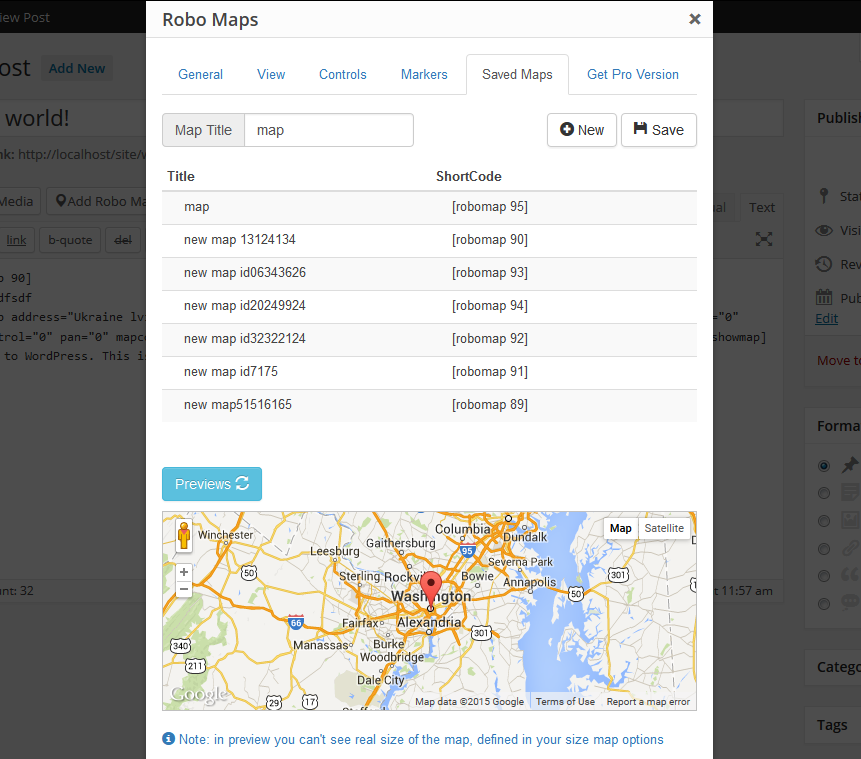 iew Post
Robo Maps
ost Add New
General View Controls Markers Saved Maps Get Pro Version
world!
Publis
Map Title map New Save
nk: http://localhost/site/w
Title ShortCode
Media Add Robo Ma
map [robomap 95]
Text
link b-quote del
new map 13124134 [robomap 90]
new map id06343626 [robomap 93]
new map id20249924 [robomap 94]
new map id32322124 [robomap 92]
new map id7175 [robomap 91]
new map51516165 [robomap 89]
p 90]
dfsdf
p address="Ukraine lvi ="0"
trol="0" pan="0" mapco showmap]
to WordPress. This i
Stat
Visi
Rev
Pub
Edit
Move to
Forma
Previews
Map Satellite
Columbia
Winchester Dundalk
Gaithersburg
Leesburg 95
Severna Park
50 Sterling Rockv Bowie 301
Annapolis
Washington 50
66 Fairfax Alexandria
301
Manassas Burke
340 Woodbridge
211
Dale City
Google
29 17
Map data ©2015 Google Terms of Use Report a map error
unt: 32
t 11:57 am
Catego
Tags
Note: in preview you can't see real size of the map, defined in your size map options